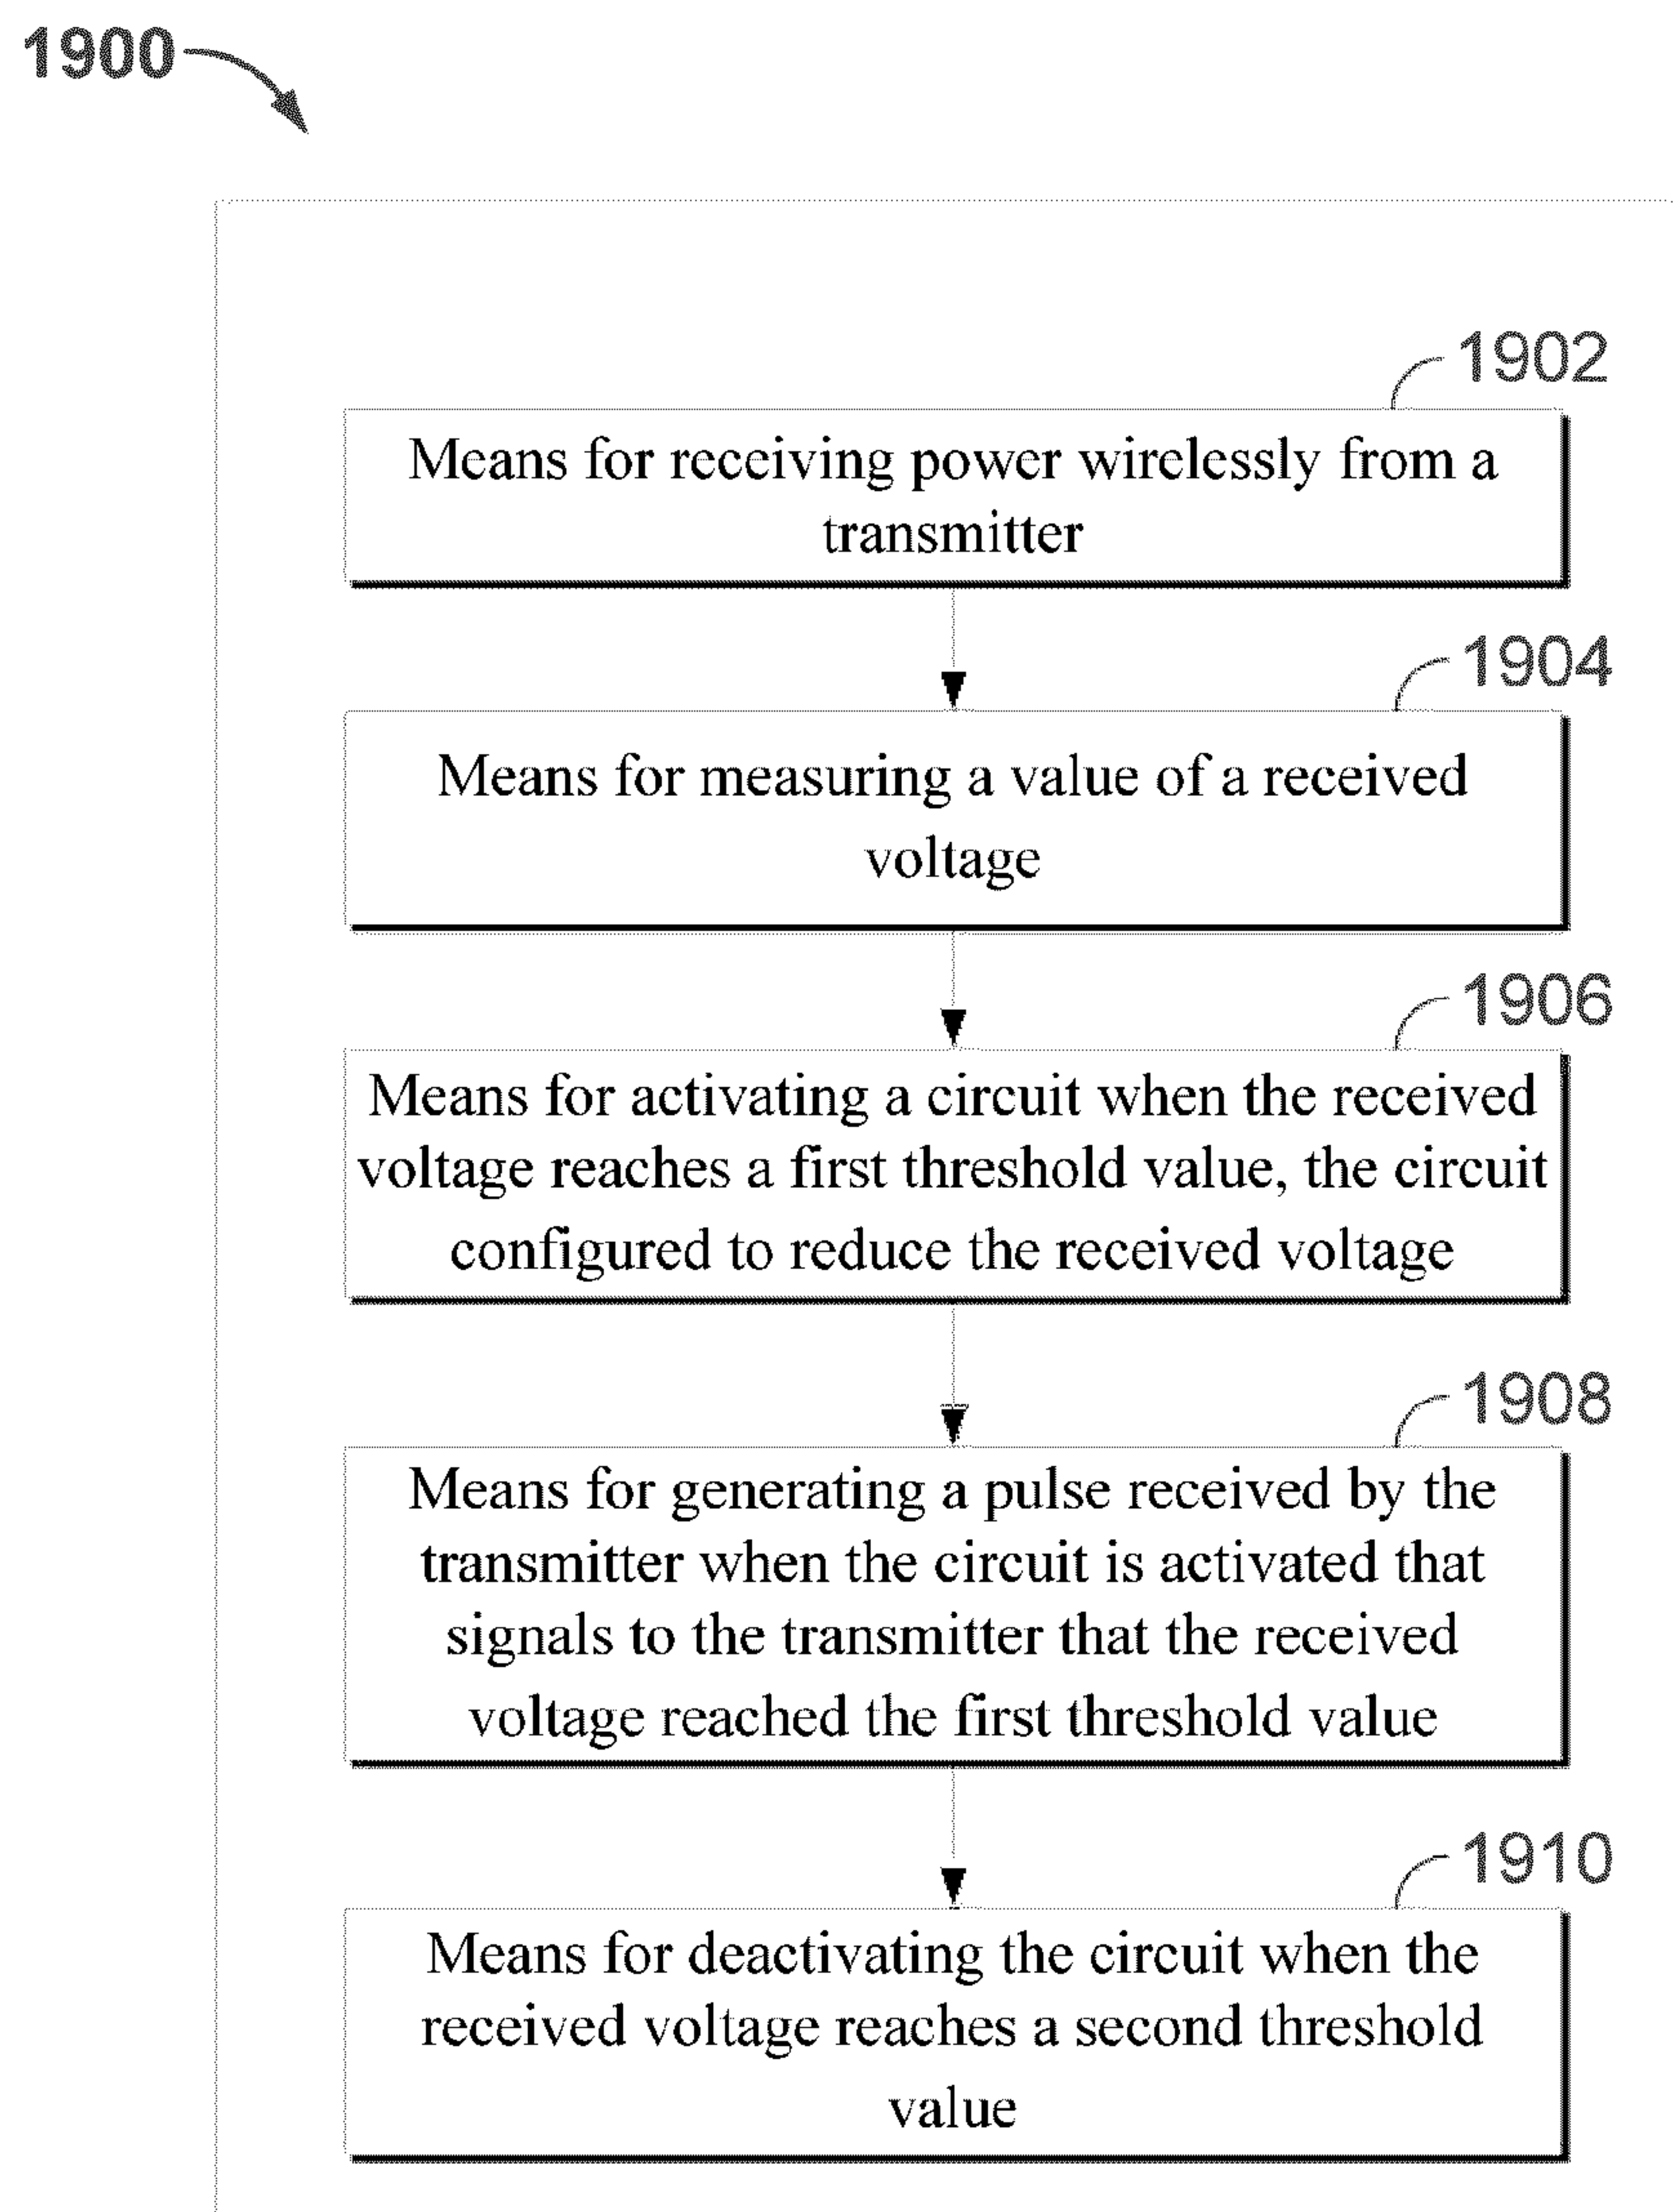 1900
1902
Means for receiving power wirelessly from a
transmitter
1904
Means for measuring a value of a received
voltage
1906
Means for activating a circuit when the received
voltage reaches a first threshold value, the circuit
configured to reduce the received voltage
1908
Means for generating a pulse received by the
transmitter when the circuit is activated that
signals to the transmitter that the received
voltage reached the first threshold value
1910
Means for deactivating the circuit when the
received voltage reaches a second threshold
value